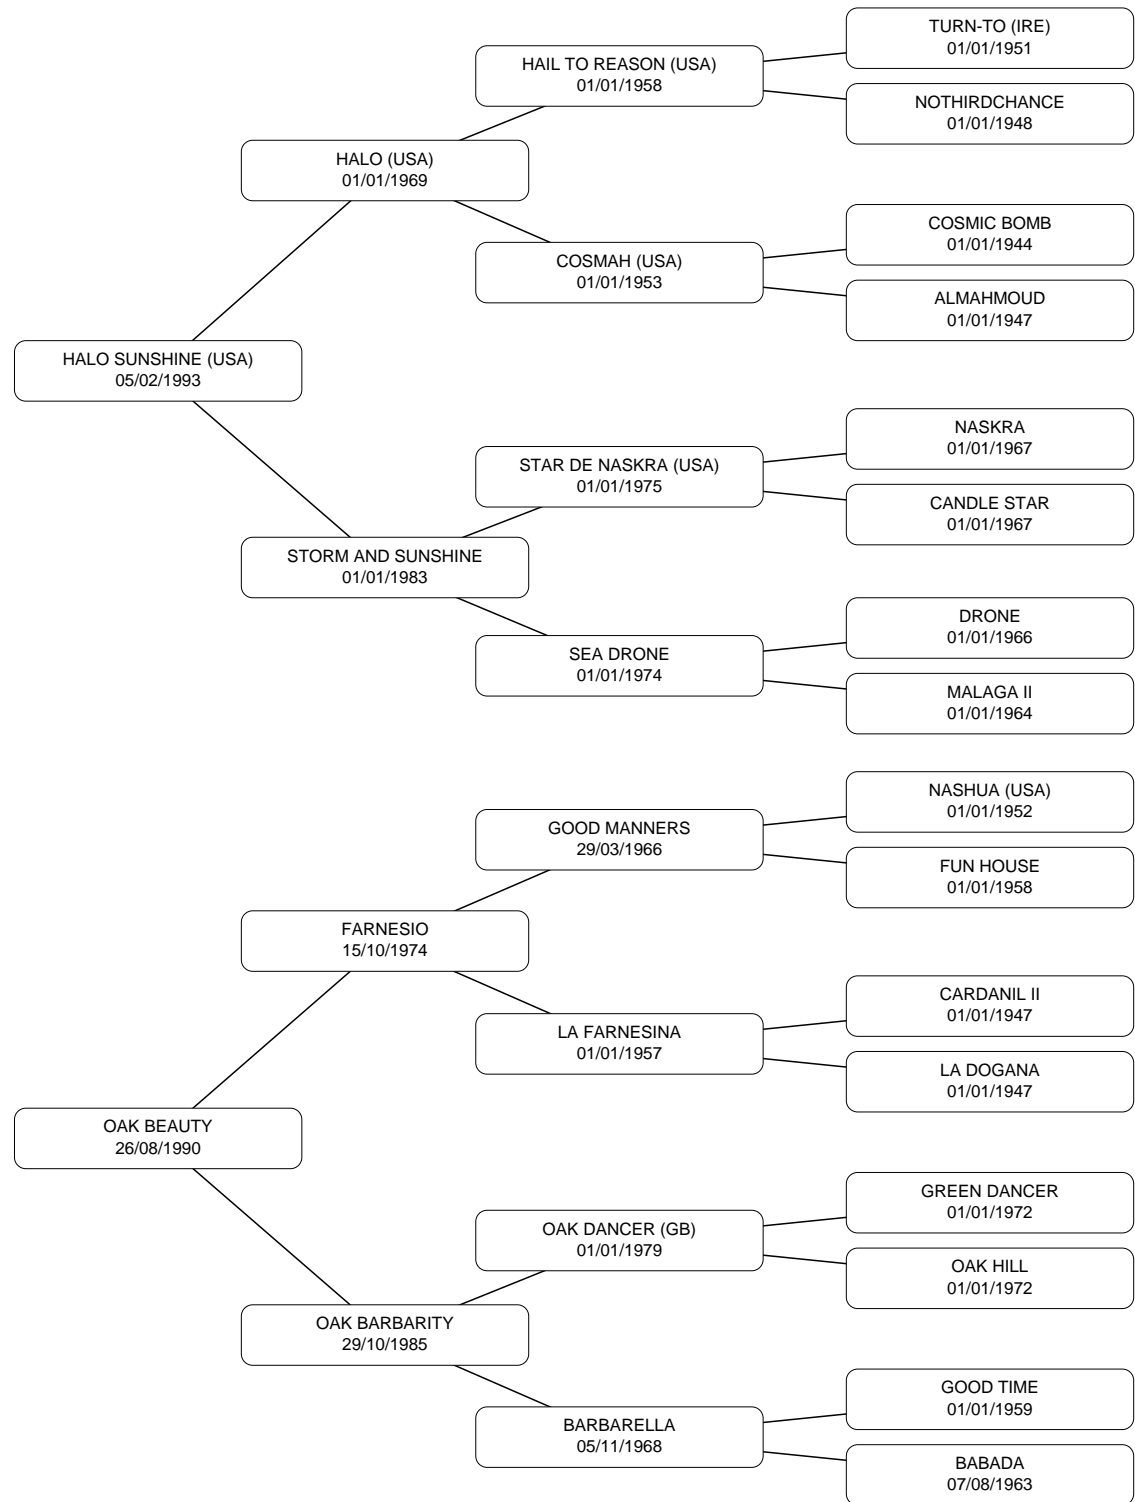 TURN-TO (IRE)
01/01/1951
HAIL TO REASON (USA)
01/01/1958
NOTHIRDCHANCE
01/01/1948
HALO (USA)
01/01/1969
COSMIC BOMB
01/01/1944
COSMAH (USA)
01/01/1953
ALMAHMOUD
01/01/1947
HALO SUNSHINE (USA)
05/02/1993
NASKRA
01/01/1967
STAR DE NASKRA (USA)
01/01/1975
CANDLE STAR
01/01/1967
STORM AND SUNSHINE
01/01/1983
DRONE
01/01/1966
SEA DRONE
01/01/1974
MALAGA II
01/01/1964
NASHUA (USA)
01/01/1952
GOOD MANNERS
29/03/1966
FUN HOUSE
01/01/1958
FARNESIO
15/10/1974
CARDANIL II
01/01/1947
LA FARNESINA
01/01/1957
LA DOGANA
01/01/1947
OAK BEAUTY
26/08/1990
GREEN DANCER
01/01/1972
OAK DANCER (GB)
01/01/1979
OAK HILL
01/01/1972
OAK BARBARITY
29/10/1985
GOOD TIME
01/01/1959
BARBARELLA
05/11/1968
BABADA
07/08/1963